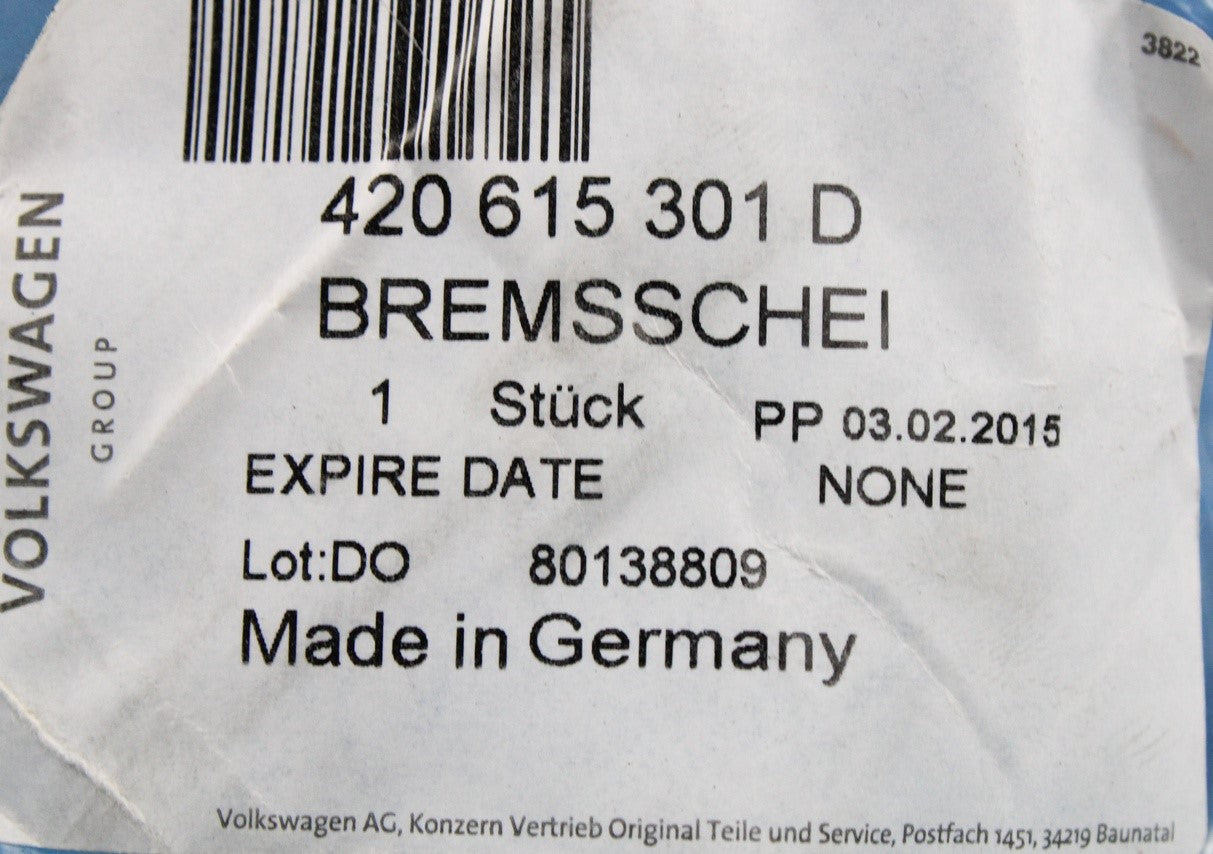 3822
420 615 301 D
BREMSSCHEI
1 Stück PP 03.02.2015
EXPIRE DATE NONE
Lot:DO 80138809
Made in Germany
VOLKSWAGEN
GROUP
Volkswagen AG, Konzern Vertrieb Original Teile und Service, Postfach 1451, 34219 Baunatal